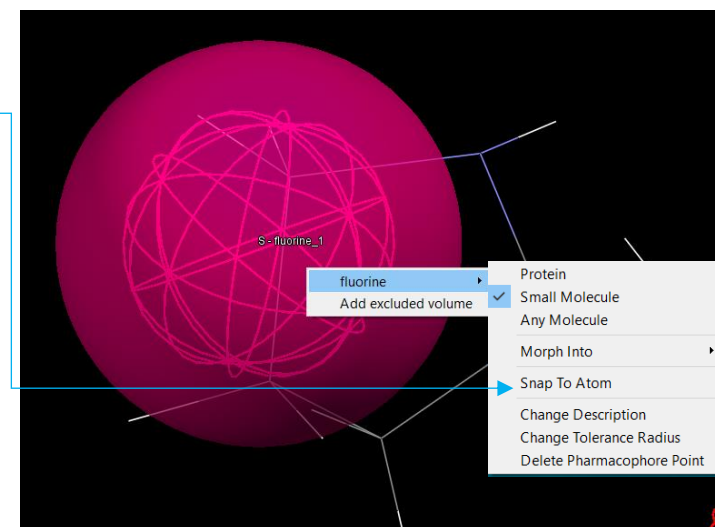 S - fluorine_1
fluorine
Add excluded volume
Protein
Small Molecule
Any Molecule
Morph Into
Snap To Atom
Change Description
Change Tolerance Radius
Delete Pharmacophore Point